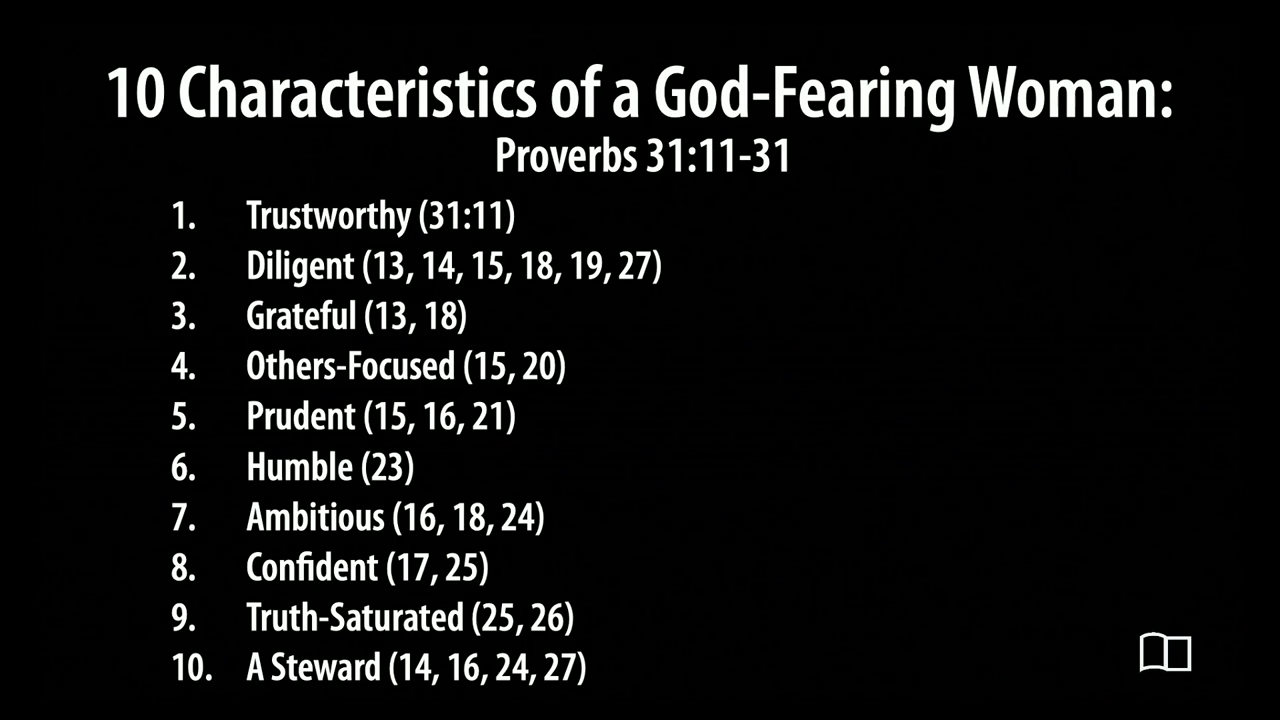 10 Characteristics of a God-Fearing Woman:
Proverbs 31:11-31
1. Trustworthy (31:11)
2. Diligent (13, 14, 15, 18, 19, 27)
3. Grateful (13, 18)
4. Others-Focused (15, 20)
5. Prudent (15, 16, 21)
6. Humble (23)
7. Ambitious (16, 18, 24)
8. Confident (17, 25)
9. Truth-Saturated (25, 26)
10. A Steward (14, 16, 24, 27)